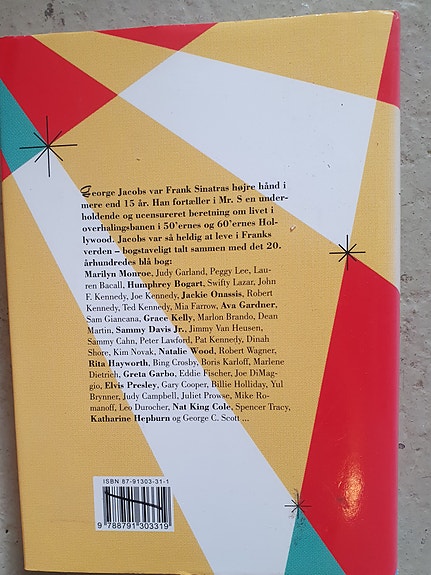 George Jacobs var Frank Sinatras højre hånd i
mere end 15 år. Han fortæller i Mr. S en under-
holdende og ucensureret beretning om livet i
overhalingsbanen i 50'ernes og 60'ernes Hol-
lywood. Jacobs var så heldig at leve i Franks
verden – bogstaveligt talt sammen med det 20.
århundredes blå bog:
Marilyn Monroe, Judy Garland, Peggy Lee, Lau-
ren Bacall, Humphrey Bogart, Swifty Lazar, John
F. Kennedy, Joe Kennedy, Jackie Onassis, Robert
Kennedy, Ted Kennedy, Mia Farrow, Ava Gardner,
Sam Giancana, Grace Kelly, Marlon Brando, Dean
Martin, Sammy Davis Jr., Jimmy Van Heusen,
Sammy Cahn, Peter Lawford, Pat Kennedy, Dinah
Shore, Kim Novak, Natalie Wood, Robert Wagner,
Rita Hayworth, Bing Crosby, Boris Karloff, Marlene
Dietrich, Greta Garbo, Eddie Fischer, Joe DiMag-
gio, Elvis Presley, Gary Cooper, Billie Holliday, Yul
Brynner, Judy Campbell, Juliet Prowse, Mike Ro-
manoff, Leo Durocher, Nat King Cole, Spencer Tracy,
Katharine Hepburn og George C. Scott ...
ISBN 87-91303-31-1
9 788791 303319